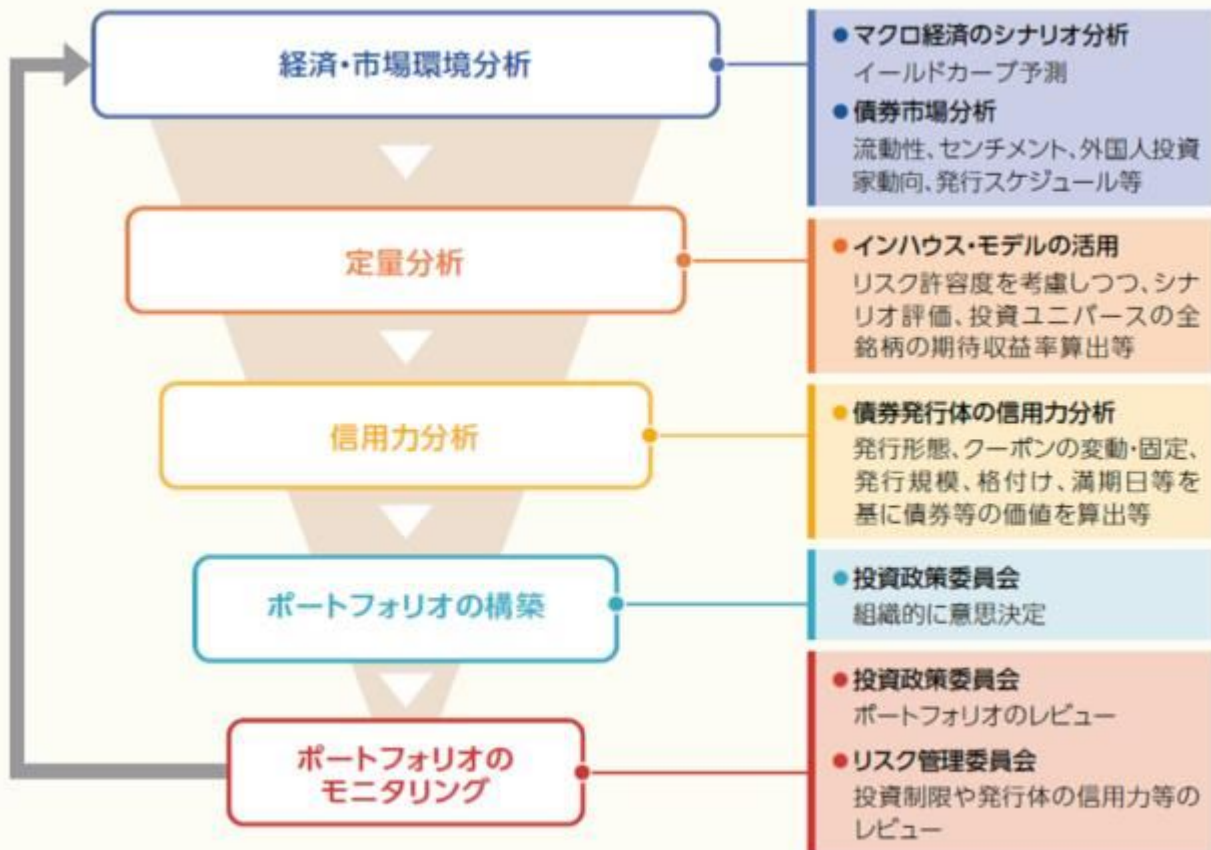 経済・市場環境分析
●マクロ経済のシナリオ分析
イールドカーブ予測
●債券市場分析
流動性、センチメント、外国人投資
家動向、発行スケジュール等
定量分析
●インハウス・モデルの活用
リスク許容度を考慮しつつ、シナ
リオ評価、投資ユニバースの全
銘柄の期待収益率算出等
信用力分析
●債券発行体の信用力分析
発行形態、クーポンの変動・固定、
発行規模、格付け、満期日等を
基に債券等の価値を算出等
ポートフォリオの構築
●投資政策委員会
組織的に意思決定
ポートフォリオの
モニタリング
●投資政策委員会
ポートフォリオのレビュー
●リスク管理委員会
投資制限や発行体の信用力等の
レビュー